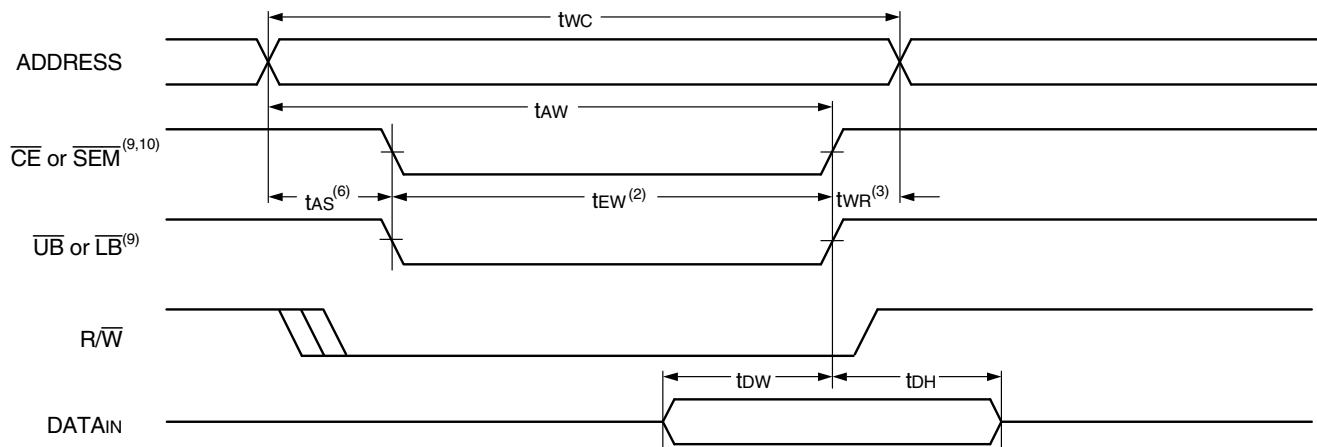 tWC
ADDRESS
tAW
CE or SEM(9,10)
tAS(6) tEW(2) tWR(3)
UB or LB(9)
R/W
tDW tDH
DATAIN